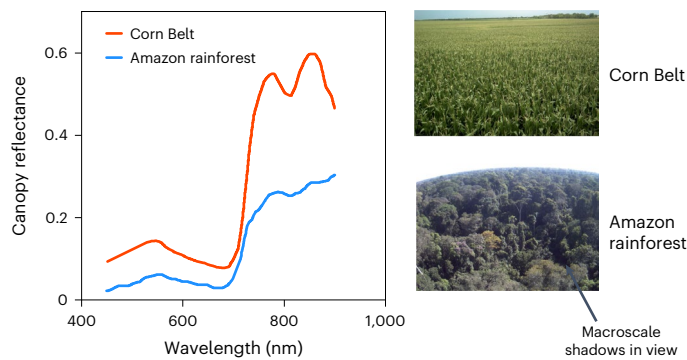 Corn Belt
Amazon rainforest
Canopy reflectance
0.6
0.4
0.2
0
400
600
800
1,000
Wavelength (nm)
Corn Belt
Amazon
rainforest
Macroscale
shadows in view